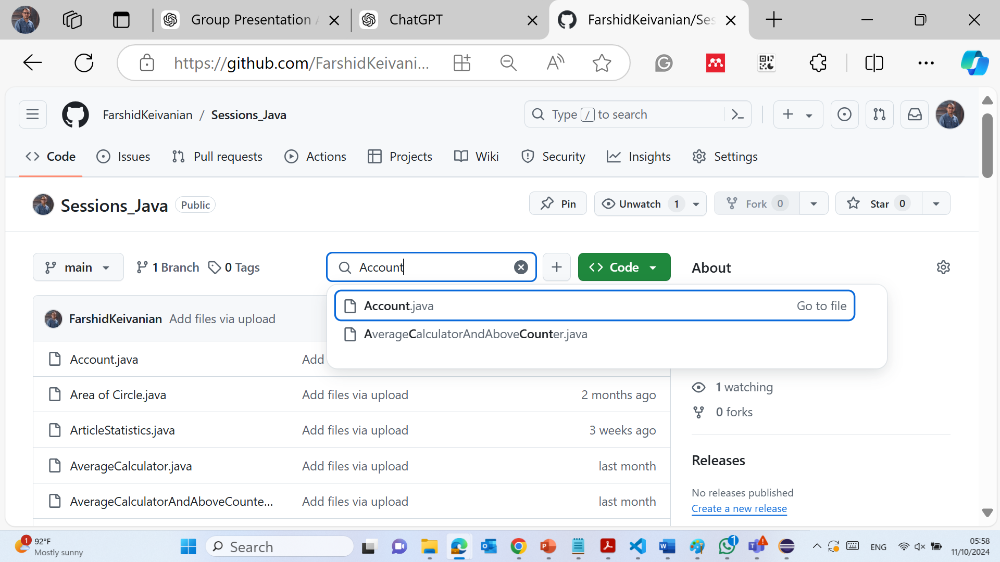 Group Presentation A
ChatGPT
FarshidKeivanian/Ses
https://github.com/FarshidKeivani...
FarshidKeivanian / Sessions_Java
Type / to search
Code
Issues
Pull requests
Actions
Projects
Wiki
Security
Insights
Settings
Sessions_Java Public
Pin
Unwatch 1
Fork 0
Star 0
main
1 Branch
0 Tags
Account
Code
About
Account.java Go to file
AverageCalculatorAndAboveCounter.java
FarshidKeivanian Add files via upload
Account.java Add
Area of Circle.java Add files via upload 2 months ago
ArticleStatistics.java Add files via upload 3 weeks ago
AverageCalculator.java Add files via upload last month
AverageCalculatorAndAboveCounte... Add files via upload last month
1 watching
0 forks
Releases
No releases published
Create a new release
1 92°F
Mostly sunny
Search
1
ENG
05:58
11/10/2024